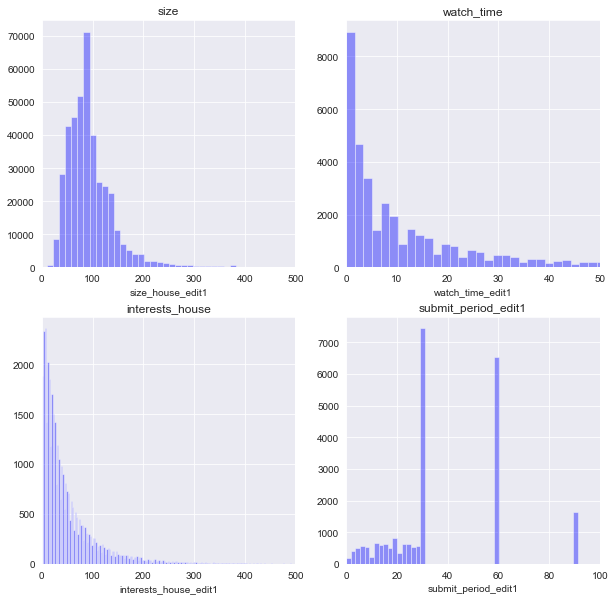 size
70000
60000
50000
40000
30000
20000
10000
0
0 100 200 300 400 500
size_house_edit1
watch_time
8000
6000
4000
2000
0
0 10 20 30 40 50
watch_time_edit1
interests_house
2000
1500
1000
500
0
0 100 200 300 400 500
interests_house_edit1
submit_period_edit1
7000
6000
5000
4000
3000
2000
1000
0
0 20 40 60 80 100
submit_period_edit1